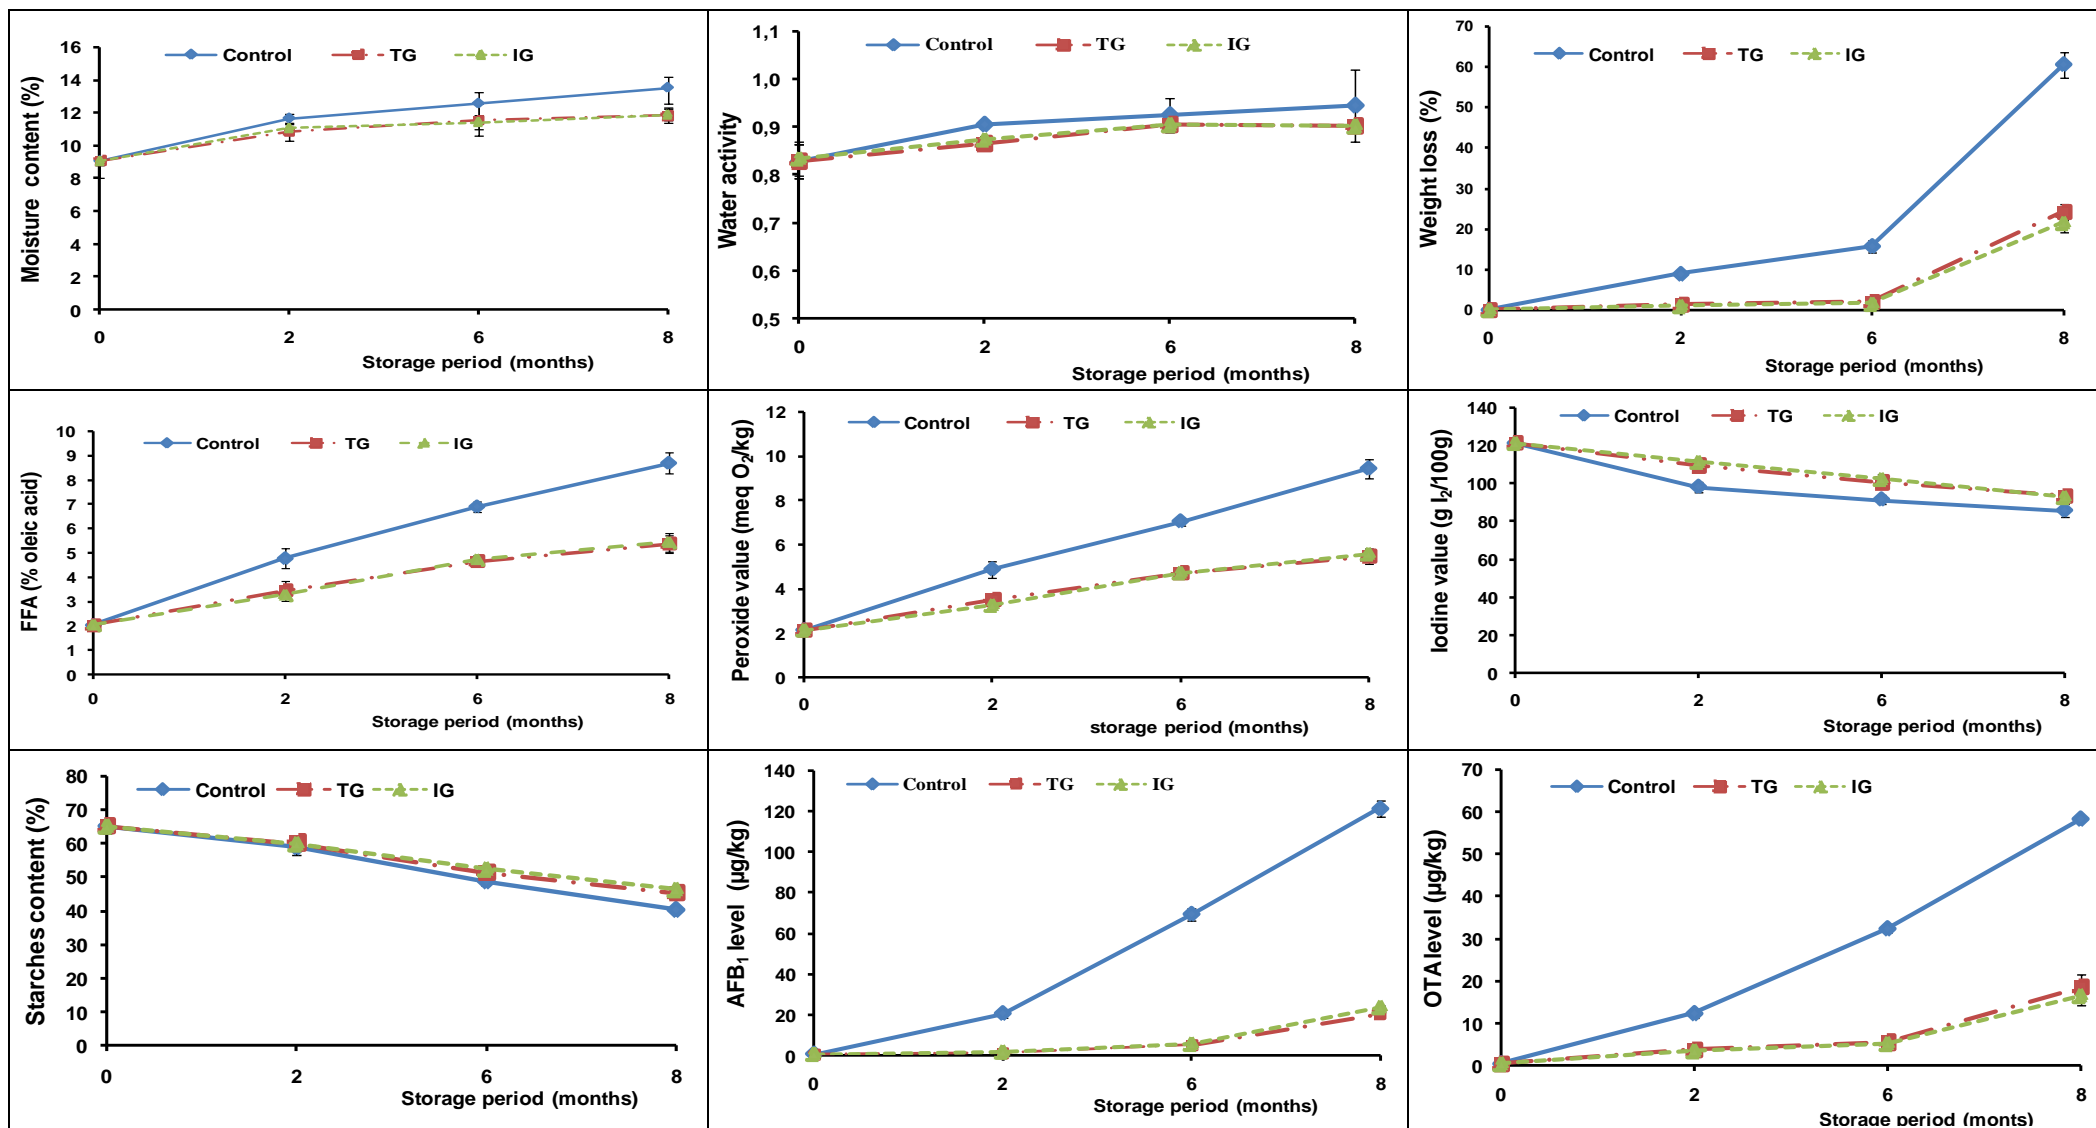 Control TG IG
Moisture content (%)
16
14
12
10
8
6
4
2
0
0 2 6 8
Storage period (months)
Control TG IG
Water activity
1,1
1,0
0,9
0,8
0,7
0,6
0,5
0 2 6 8
Storage period (months)
Control TG IG
Weight loss (%)
70
60
50
40
30
20
10
0
0 2 6 8
Storage period (months)
Control TG IG
FFA (% oleic acid)
10
9
8
7
6
5
4
3
2
1
0
0 2 6 8
Storage period (months)
Control TG IG
Peroxide value (meq O₂/kg)
12
10
8
6
4
2
0
0 2 6 8
storage period (months)
Control TG IG
Iodine value (g I₂/100g)
140
120
100
80
60
40
20
0
0 2 6 8
Storage period (months)
Control TG IG
Starches content (%)
80
70
60
50
40
30
20
10
0
0 2 6 8
Storage period (months)
Control TG IG
AFB₁ level (µg/kg)
140
120
100
80
60
40
20
0
0 2 6 8
Storage period (months)
Control TG IG
OTA level (µg/kg)
70
60
50
40
30
20
10
0
0 2 6 8
Storage period (months)